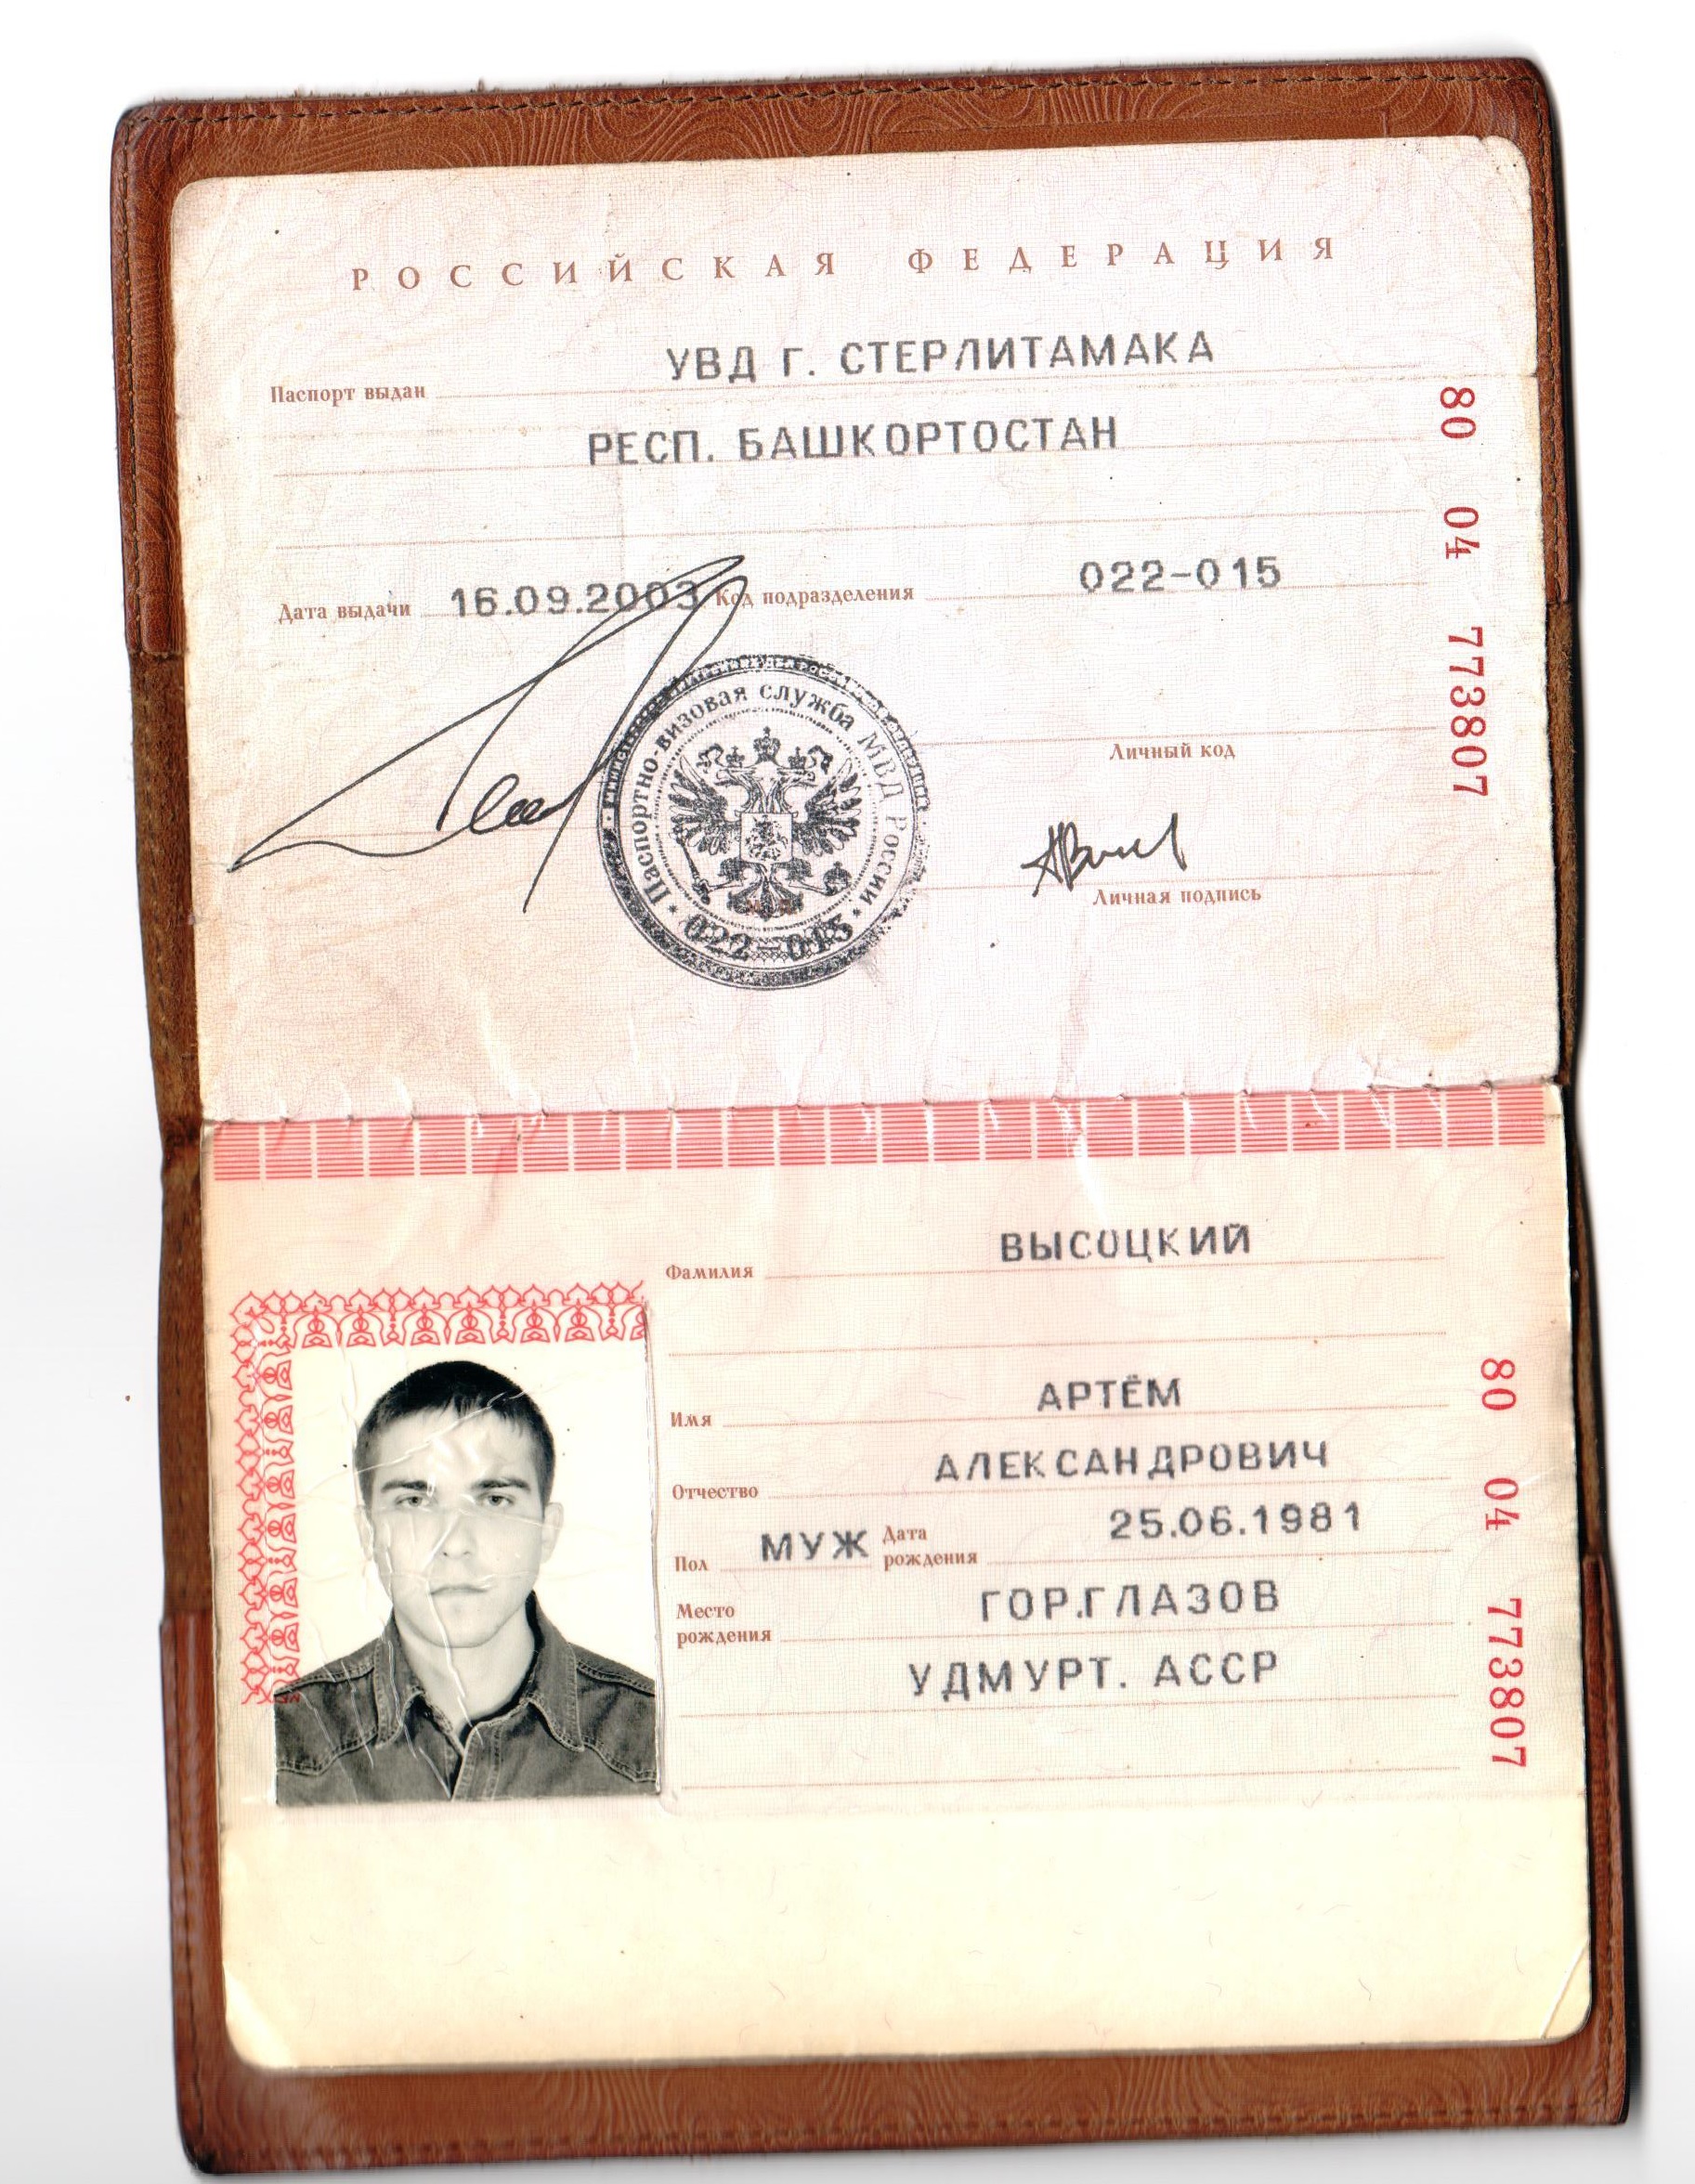 РОССИЙСКАЯ ФЕДЕРАЦИЯ
Паспорт выдан УВД Г. СТЕРЛИТАМАКА
РЕСП. БАШКОРТОСТАН
Дата выдачи 16.09.2003 Код подразделения 022-015
Личный код
Личная подпись
Паспортно-визовая служба МВД России
022-015
80 04 773807
Фамилия ВЫСОЦКИЙ
Имя АРТЁМ
Отчество АЛЕКСАНДРОВИЧ
Пол МУЖ Дата рождения 25.06.1981
Место рождения ГОР.ГЛАЗОВ
УДМУРТ. АССР
80 04 773807